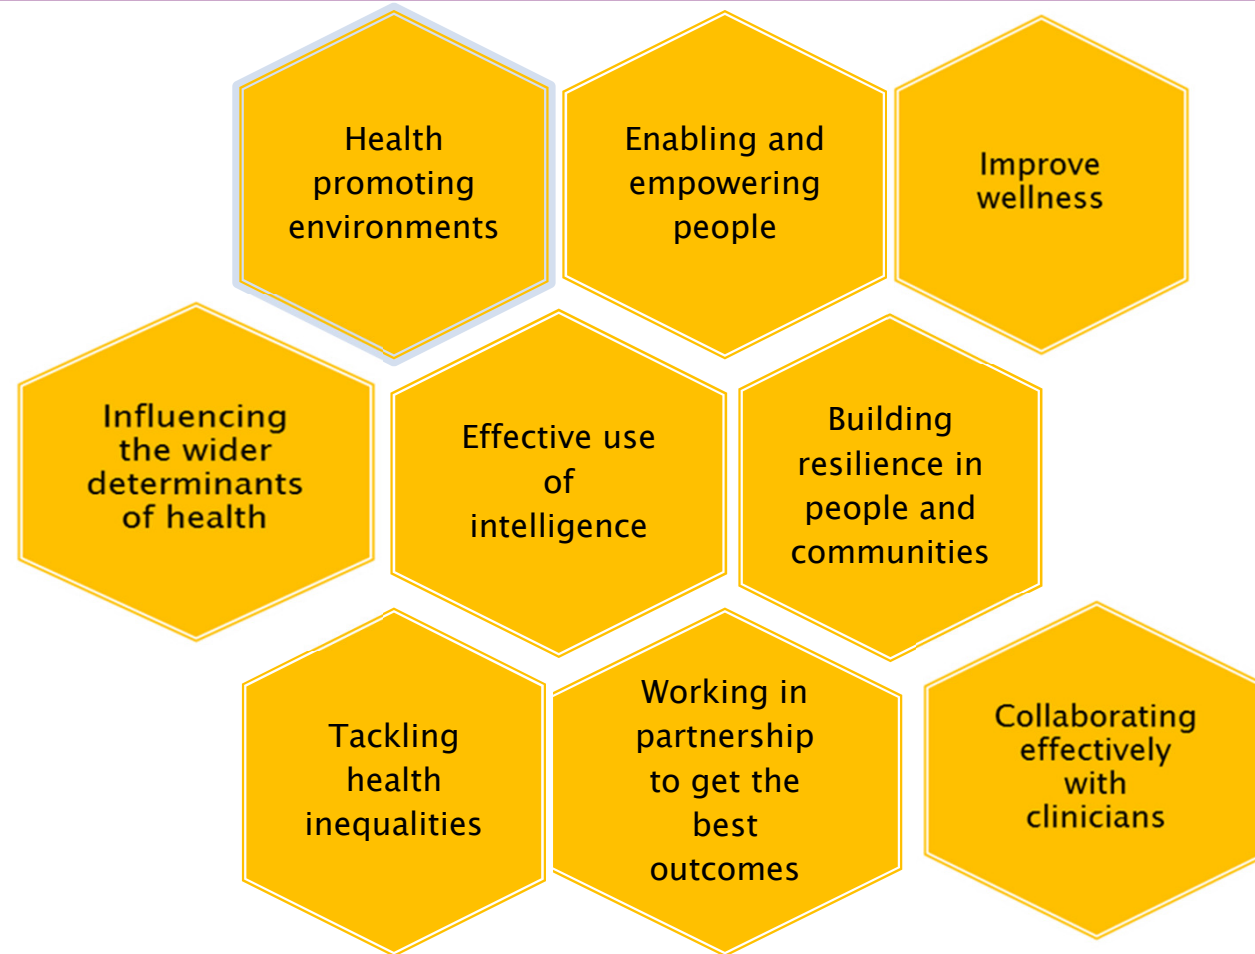 Health
promoting
environments
Enabling and
empowering
people
Improve
wellness
Influencing
the wider
determinants
of health
Effective use
of
intelligence
Building
resilience in
people and
communities
Tackling
health
inequalities
Working in
partnership
to get the
best
outcomes
Collaborating
effectively
with
clinicians